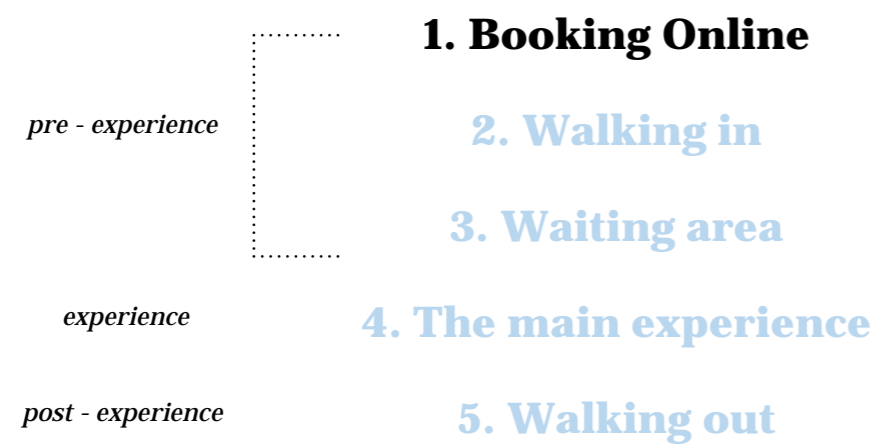 1. Booking Online
pre - experience
2. Walking in
3. Waiting area
experience
4. The main experience
post - experience
5. Walking out